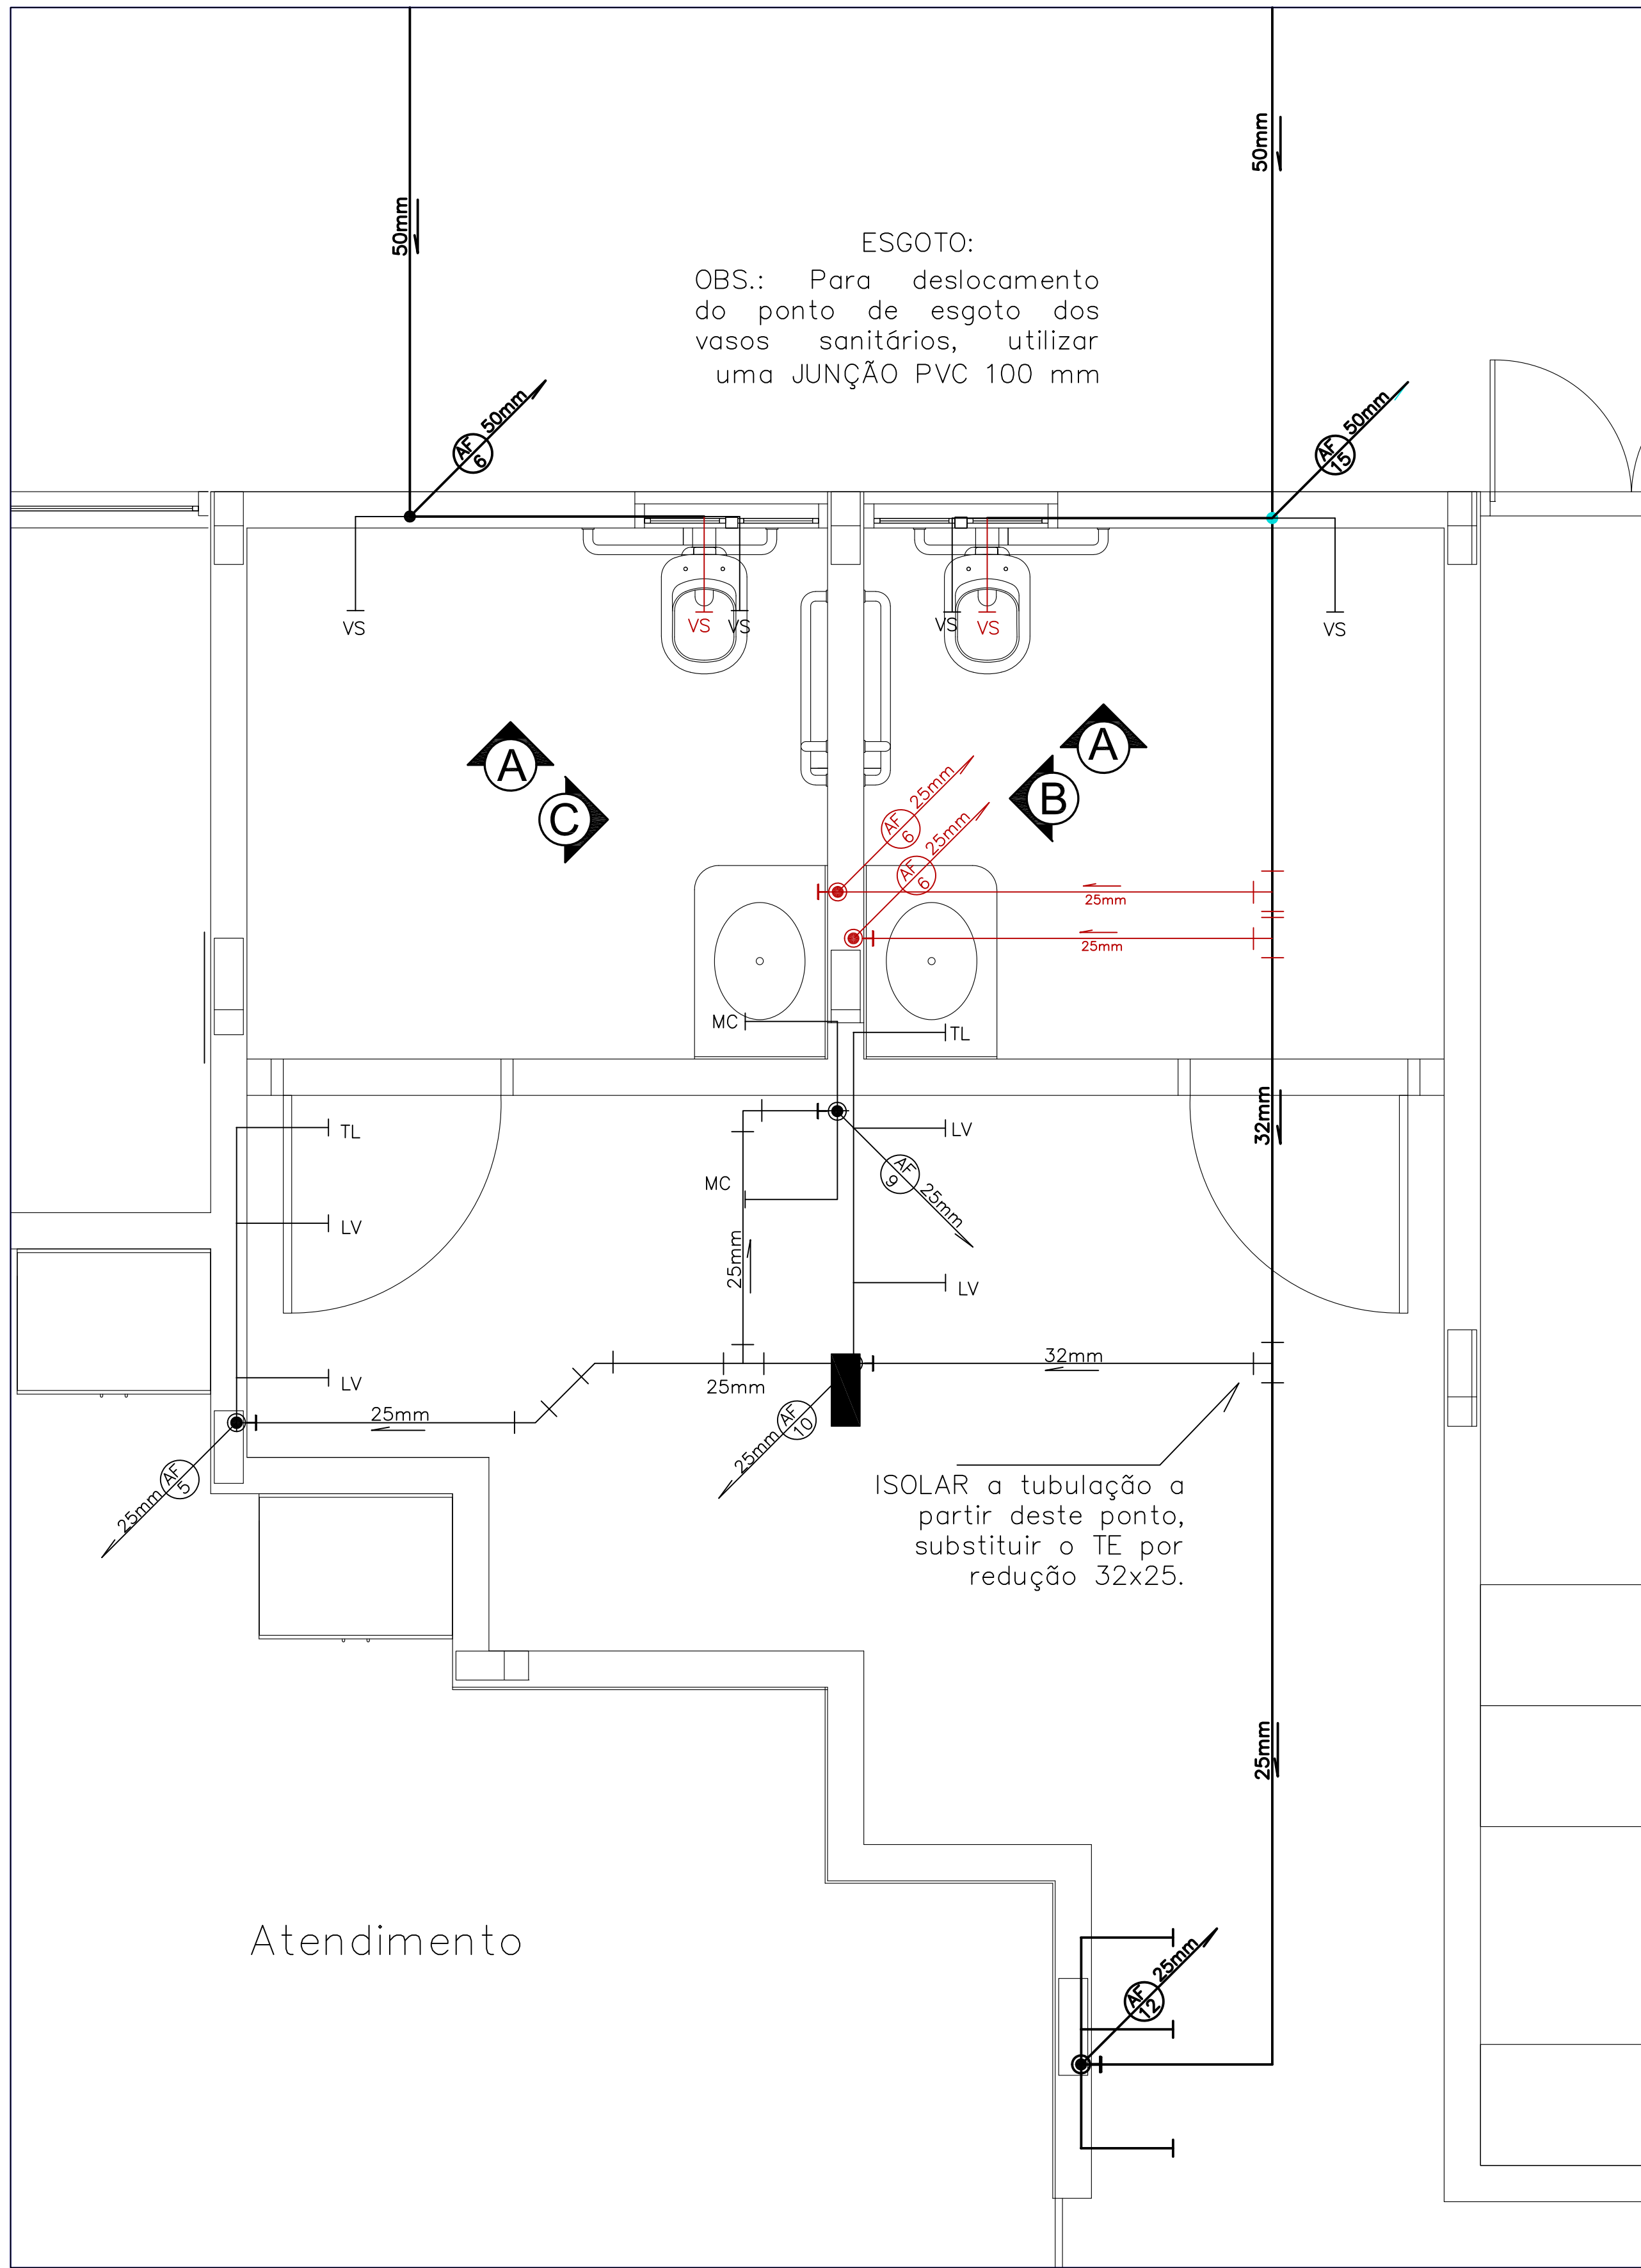 50mm
50mm
ESGOTO:
OBS.: Para deslocamento
do ponto de esgoto dos
vasos sanitários, utilizar
uma JUNÇÃO PVC 100 mm
AF
6
50mm
AF
15
50mm
VS
VS
VS
VS
VS
VS
A
C
A
B
AF
6
25mm
AF
6
25mm
25mm
25mm
MC
TL
TL
LV
32mm
MC
AF
9
25mm
LV
25mm
LV
LV
25mm
32mm
25mm
25mm
AF
10
25mm
AF
5
ISOLAR a tubulação a
partir deste ponto,
substituir o TE por
redução 32x25.
25mm
Atendimento
AF
12
25mm